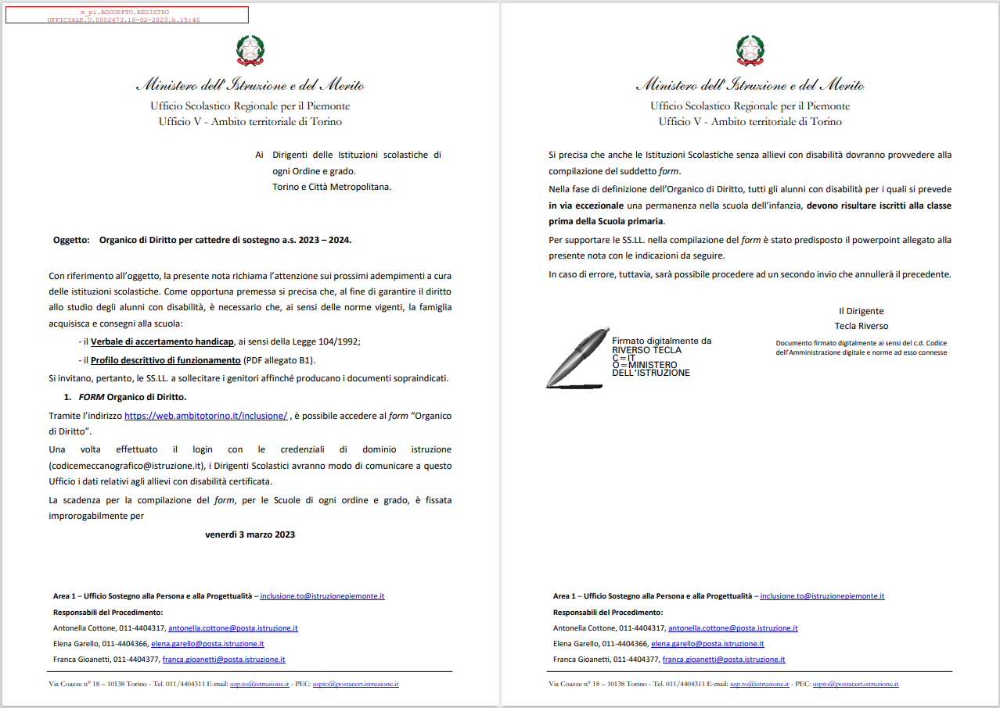 m_pi.AOOUSPTO.REGISTRO
UFFICIALE.U.0002473.16-02-2023.h.15:46
Ministero dell'Istruzione e del Merito
Ufficio Scolastico Regionale per il Piemonte
Ufficio V - Ambito territoriale di Torino
Ai Dirigenti delle Istituzioni scolastiche di
ogni Ordine e grado.
Torino e Città Metropolitana.
Oggetto: Organico di Diritto per cattedre di sostegno a.s. 2023 – 2024.
Con riferimento all'oggetto, la presente nota richiama l'attenzione sui prossimi adempimenti a cura
delle istituzioni scolastiche. Come opportuna premessa si precisa che, al fine di garantire il diritto
allo studio degli alunni con disabilità, è necessario che, ai sensi delle norme vigenti, la famiglia
acquisisca e consegni alla scuola:
- il Verbale di accertamento handicap, ai sensi della Legge 104/1992;
- il Profilo descrittivo di funzionamento (PDF allegato B1).
Si invitano, pertanto, le SS.LL. a sollecitare i genitori affinché producano i documenti sopraindicati.
1. FORM Organico di Diritto.
Tramite l'indirizzo https://web.ambitotorino.it/inclusione/ , è possibile accedere al form “Organico
di Diritto”.
Una volta effettuato il login con le credenziali di dominio istruzione
(codicemeccanografico@istruzione.it), i Dirigenti Scolastici avranno modo di comunicare a questo
Ufficio i dati relativi agli allievi con disabilità certificata.
La scadenza per la compilazione del form, per le Scuole di ogni ordine e grado, è fissata
improrogabilmente per
venerdì 3 marzo 2023
Area 1 – Ufficio Sostegno alla Persona e alla Progettualità – inclusione.to@istruzionepiemonte.it
Responsabili del Procedimento:
Antonella Cottone, 011-4404317, antonella.cottone@posta.istruzione.it
Elena Garello, 011-4404366, elena.garello@posta.istruzione.it
Franca Gioanetti, 011-4404377, franca.gioanetti@posta.istruzione.it
Via Coazze n° 18 – 10138 Torino - Tel. 011/4404311 E-mail: usp.to@istruzione.it - PEC: uspto@postacert.istruzione.it
Ministero dell'Istruzione e del Merito
Ufficio Scolastico Regionale per il Piemonte
Ufficio V - Ambito territoriale di Torino
Si precisa che anche le Istituzioni Scolastiche senza allievi con disabilità dovranno provvedere alla
compilazione del suddetto form.
Nella fase di definizione dell'Organico di Diritto, tutti gli alunni con disabilità per i quali si prevede
in via eccezionale una permanenza nella scuola dell'infanzia, devono risultare iscritti alla classe
prima della Scuola primaria.
Per supportare le SS.LL. nella compilazione del form è stato predisposto il powerpoint allegato alla
presente nota con le indicazioni da seguire.
In caso di errore, tuttavia, sarà possibile procedere ad un secondo invio che annullerà il precedente.
Il Dirigente
Tecla Riverso
Documento firmato digitalmente ai sensi del c.d. Codice
dell'Amministrazione digitale e norme ad esso connesse
Firmato digitalmente da
RIVERSO TECLA
C=IT
O=MINISTERO
DELL'ISTRUZIONE
Area 1 – Ufficio Sostegno alla Persona e alla Progettualità – inclusione.to@istruzionepiemonte.it
Responsabili del Procedimento:
Antonella Cottone, 011-4404317, antonella.cottone@posta.istruzione.it
Elena Garello, 011-4404366, elena.garello@posta.istruzione.it
Franca Gioanetti, 011-4404377, franca.gioanetti@posta.istruzione.it
Via Coazze n° 18 – 10138 Torino - Tel. 011/4404311 E-mail: usp.to@istruzione.it - PEC: uspto@postacert.istruzione.it